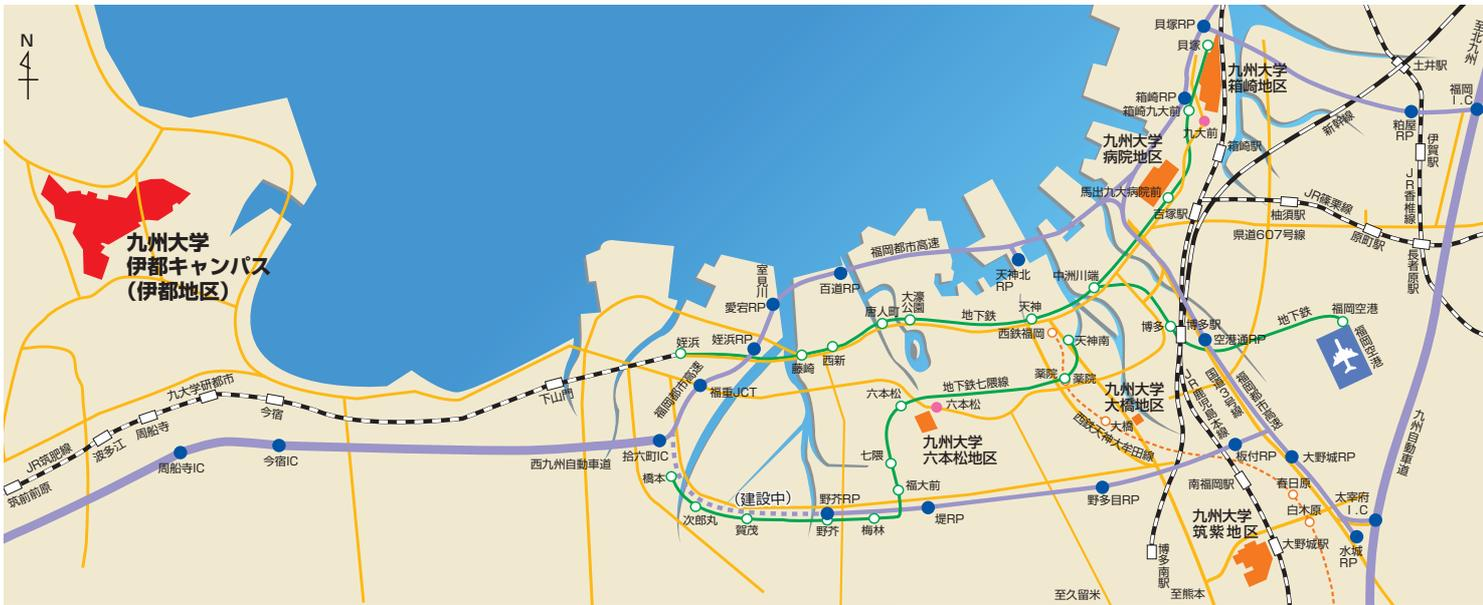 N
九州大学
伊都キャンパス
（伊都地区）
九大学研都市
今宿
周船寺
波多江
JR筑肥線
筑前前原
周船寺IC
今宿IC
下山門
西九州自動車道
拾六町IC
福岡都市高速
福重JCT
姪浜
姪浜RP
愛宕RP
室見川
百道RP
福岡都市高速
藤崎
西新
唐人町
大濠
公園
地下鉄
天神
天神北
RP
中洲川端
西鉄福岡
天神南
薬院
薬院
地下鉄七隈線
六本松
六本松
九州大学
六本松地区
七隈
福大前
橋本
次郎丸
賀茂
（建設中）
野芥RP
野芥
梅林
堤RP
野多目RP
九州大学
大橋地区
大橋
西鉄天神大牟田線
貝塚RP
貝塚
九州大学
箱崎地区
箱崎RP
箱崎九大前
九大前
箱崎駅
九州大学
病院地区
馬出九大病院前
吉塚駅
JR篠栗線
柚須駅
県道607号線
原町駅
長者原駅
土井駅
至北九州
福岡
I.C
粕屋
RP
新幹線
伊賀駅
JR香椎線
博多
博多駅
空港通RP
地下鉄
福岡空港
福岡空港
JR鹿児島本線
国道3号線
福岡都市高速
九州自動車道
板付RP
大野城RP
南福岡駅
春日原
白木原
太宰府
I.C
九州大学
筑紫地区
大野城駅
水城
RP
博多南駅
至久留米
至熊本